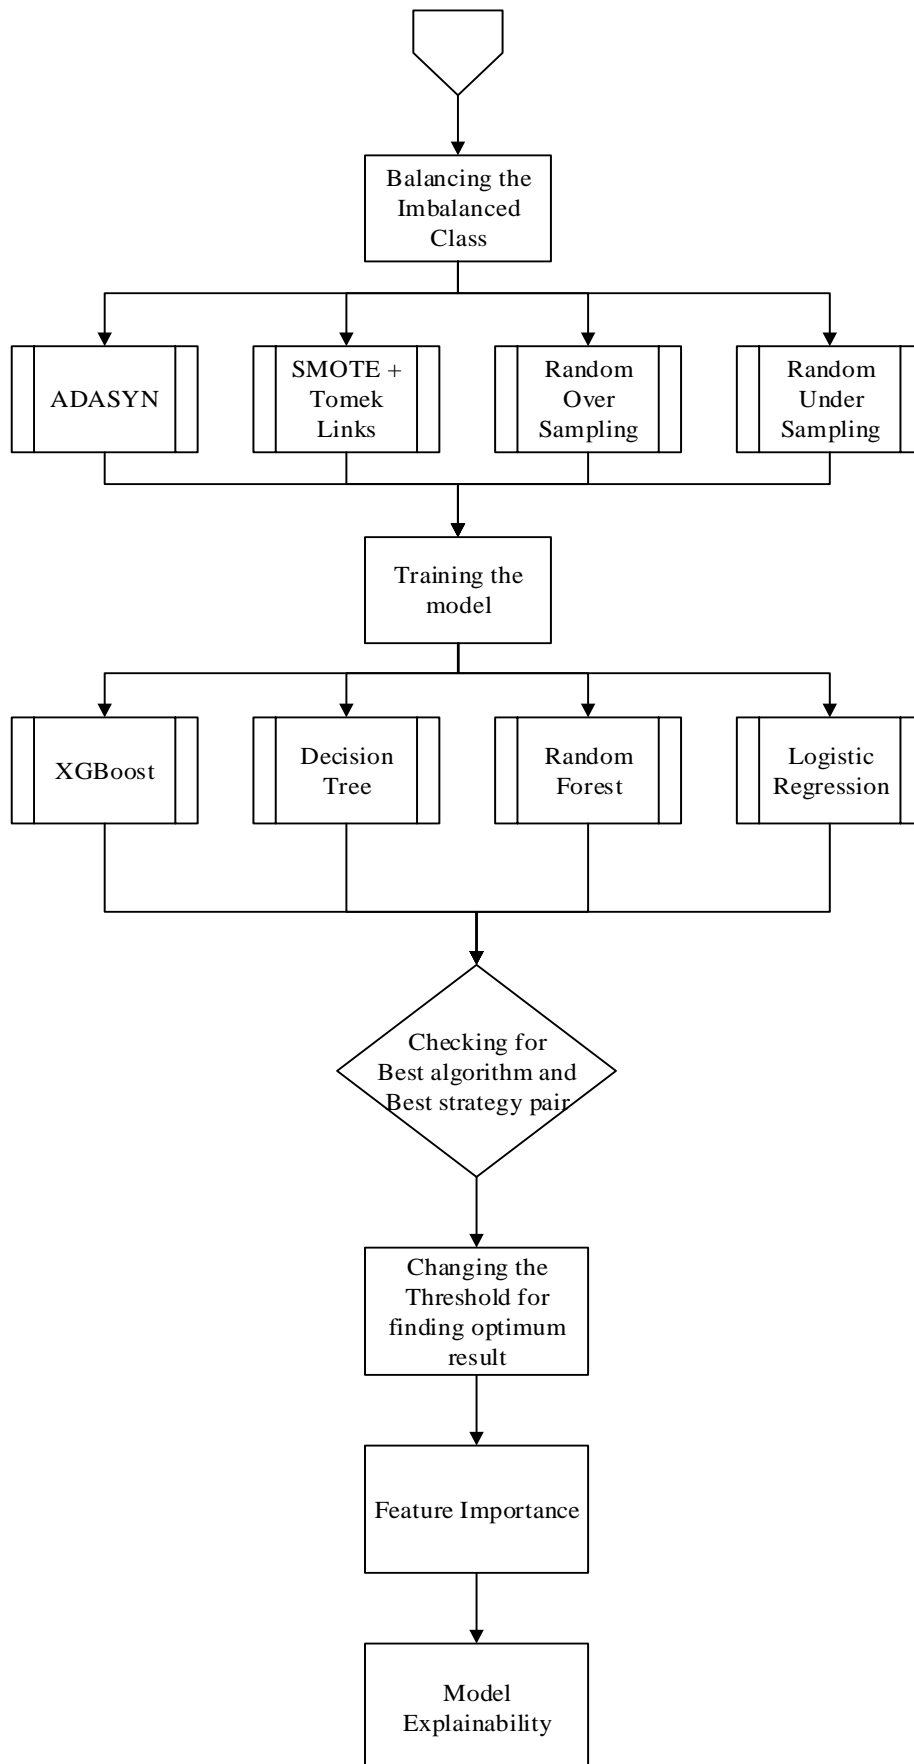 Balancing the
Imbalanced
Class
ADASYN
SMOTE +
Tomek
Links
Random
Over
Sampling
Random
Under
Sampling
Training the
model
XGBoost
Decision
Tree
Random
Forest
Logistic
Regression
Checking for
Best algorithm and
Best strategy pair
Changing the
Threshold for
finding optimum
result
Feature Importance
Model
Explainability